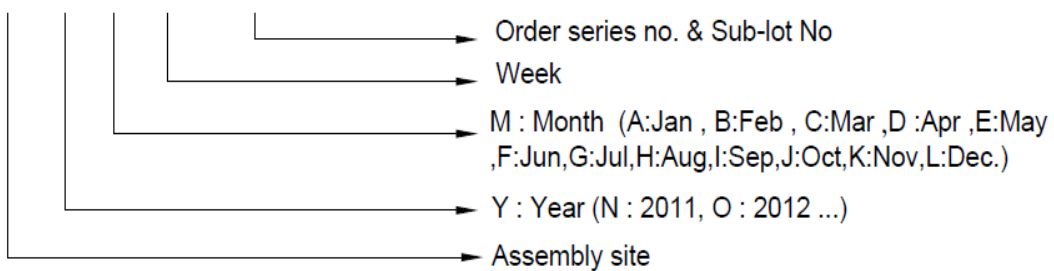 Order series no. & Sub-lot No
Week
M : Month  (A:Jan , B:Feb , C:Mar ,D :Apr ,E:May
,F:Jun,G:Jul,H:Aug,I:Sep,J:Oct,K:Nov,L:Dec.)
Y : Year (N : 2011, O : 2012 ...)
Assembly site